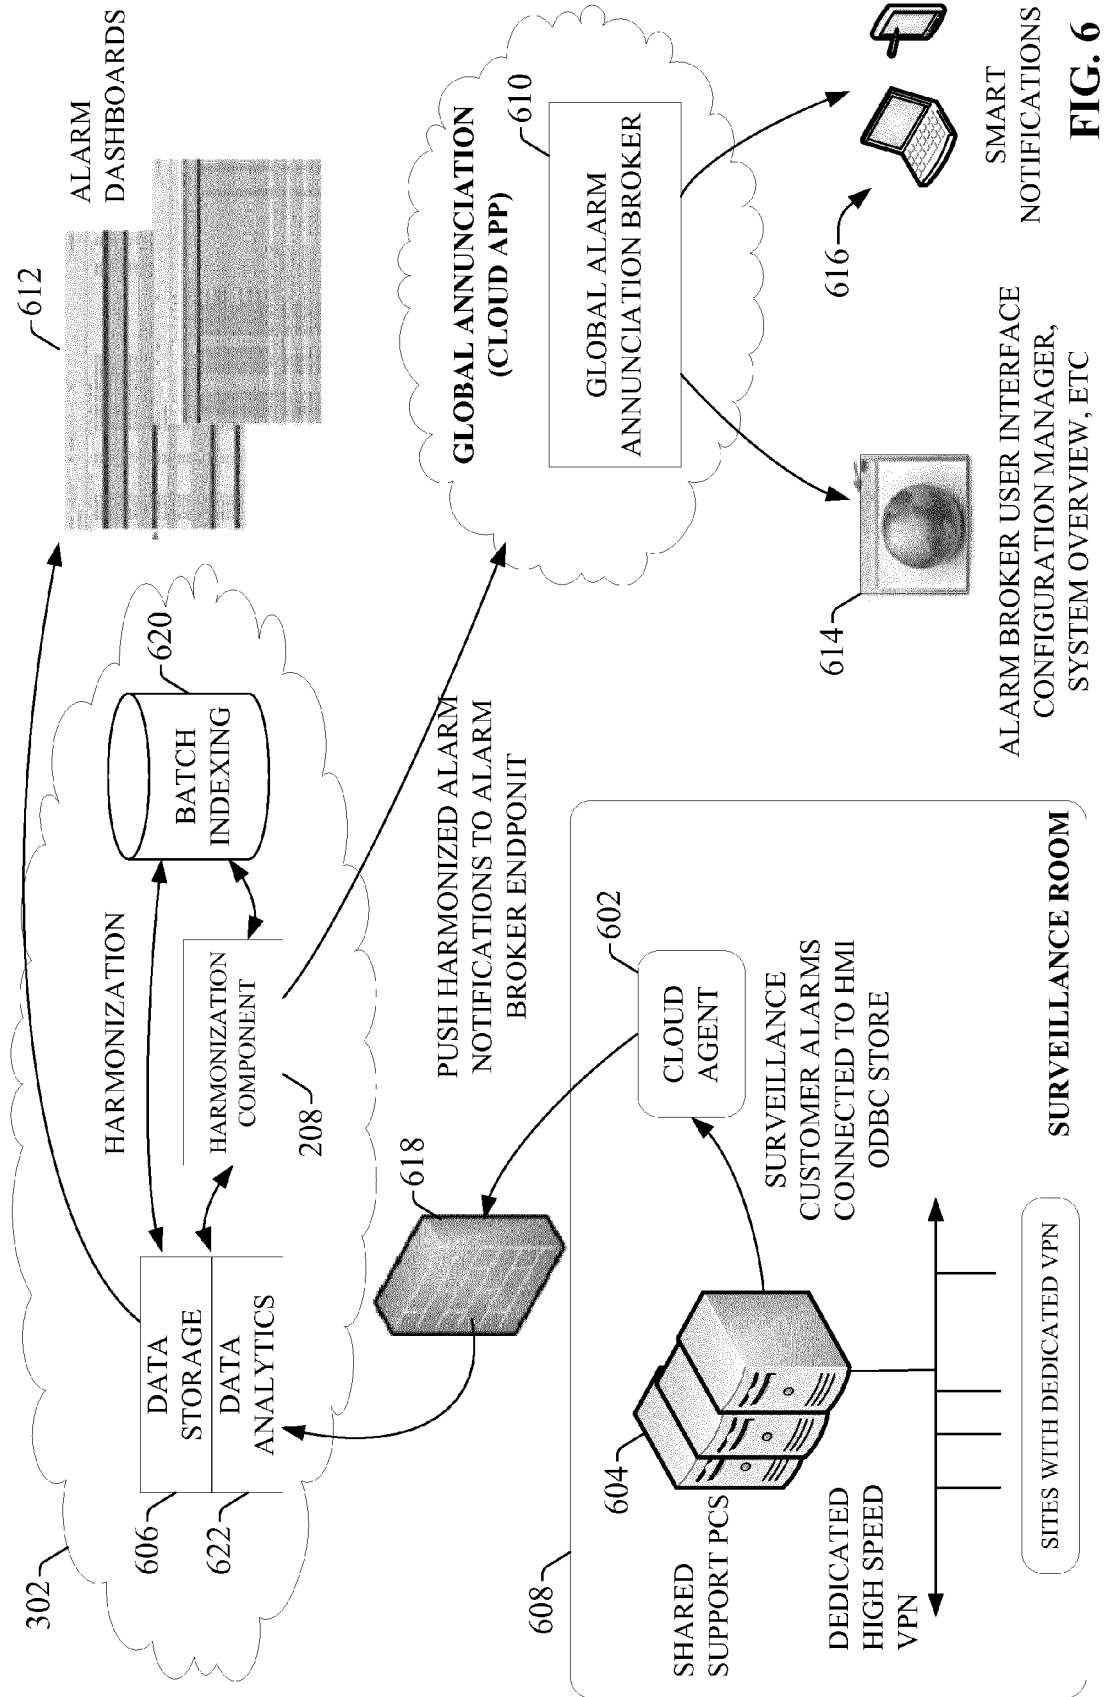 302
606
622
DATA
STORAGE
DATA
ANALYTICS
HARMONIZATION
HARMONIZATION
COMPONENT
208
BATCH
INDEXING
620
612
ALARM
DASHBOARDS
618
PUSH HARMONIZED ALARM
NOTIFICATIONS TO ALARM
BROKER ENDPONIT
GLOBAL ANNUNCIATION
(CLOUD APP)
610
GLOBAL ALARM
ANNUNCIATION BROKER
608
604
SHARED
SUPPORT PCS
602
CLOUD
AGENT
SURVEILLANCE
CUSTOMER ALARMS
CONNECTED TO HMI
ODBC STORE
DEDICATED
HIGH SPEED
VPN
SITES WITH DEDICATED VPN
SURVEILLANCE ROOM
614
ALARM BROKER USER INTERFACE
CONFIGURATION MANAGER,
SYSTEM OVERVIEW, ETC
616
SMART
NOTIFICATIONS
FIG. 6